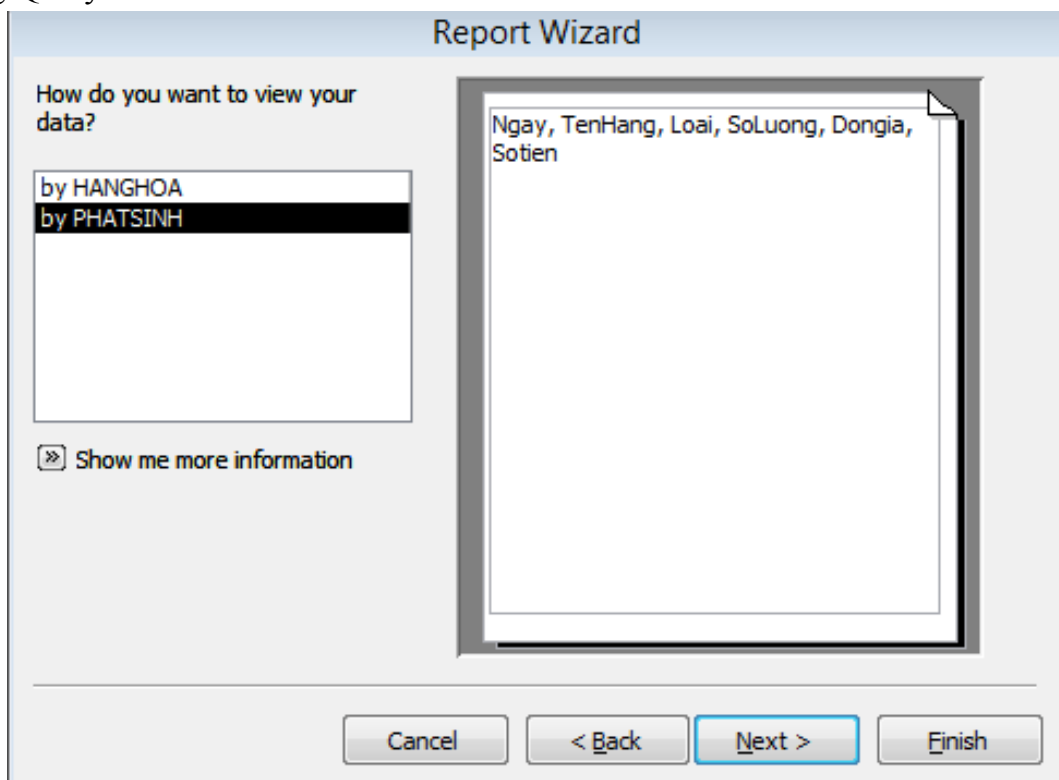 Report Wizard
How do you want to view your
data?
Ngay, TenHang, Loai, SoLuong, Dongia,
Sotien
by HANGHOA
by PHATSINH
Show me more information
Cancel
< Back
Next >
Finish